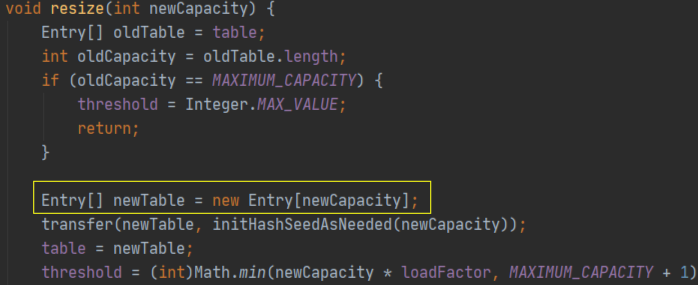 void resize(int newCapacity) {
Entry[] oldTable = table;
int oldCapacity = oldTable.length;
if (oldCapacity == MAXIMUM_CAPACITY) {
threshold = Integer.MAX_VALUE;
return;
}
Entry[] newTable = new Entry[newCapacity];
transfer(newTable, initHashSeedAsNeeded(newCapacity));
table = newTable;
threshold = (int)Math.min(newCapacity * loadFactor, MAXIMUM_CAPACITY + 1)